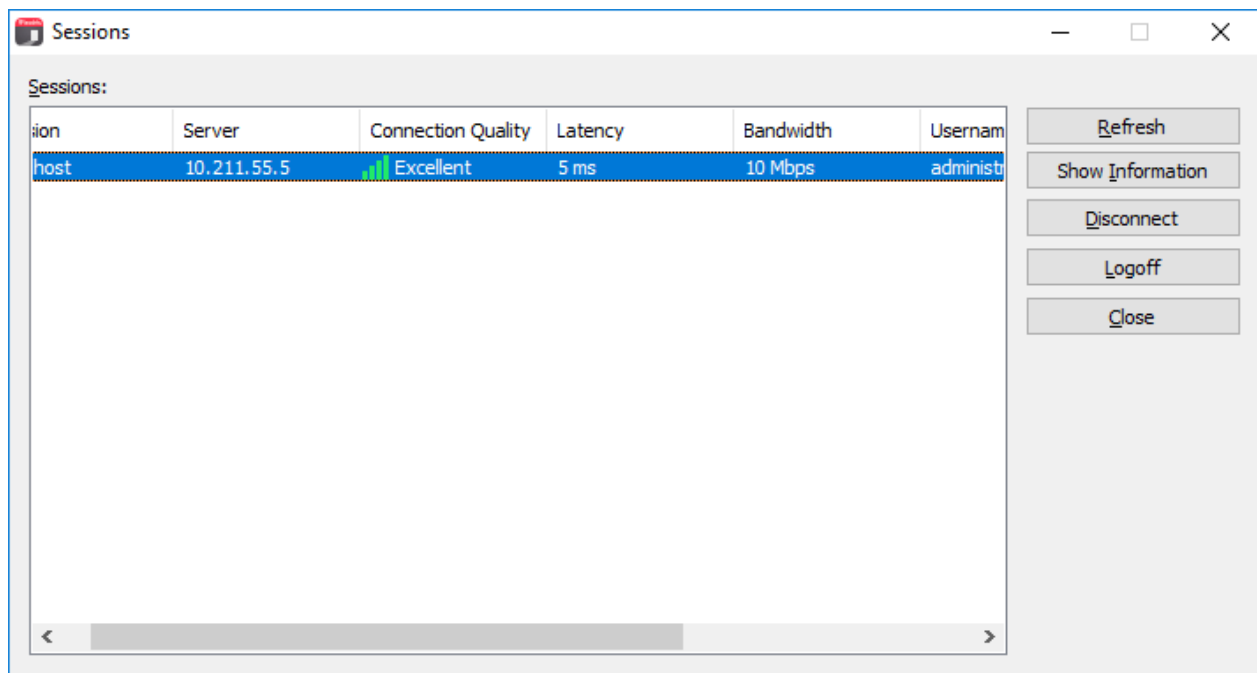 Sessions
Sessions:
sion Server Connection Quality Latency Bandwidth Usernam
host 10.211.55.5 Excellent 5 ms 10 Mbps administr
Refresh
Show Information
Disconnect
Logoff
Close